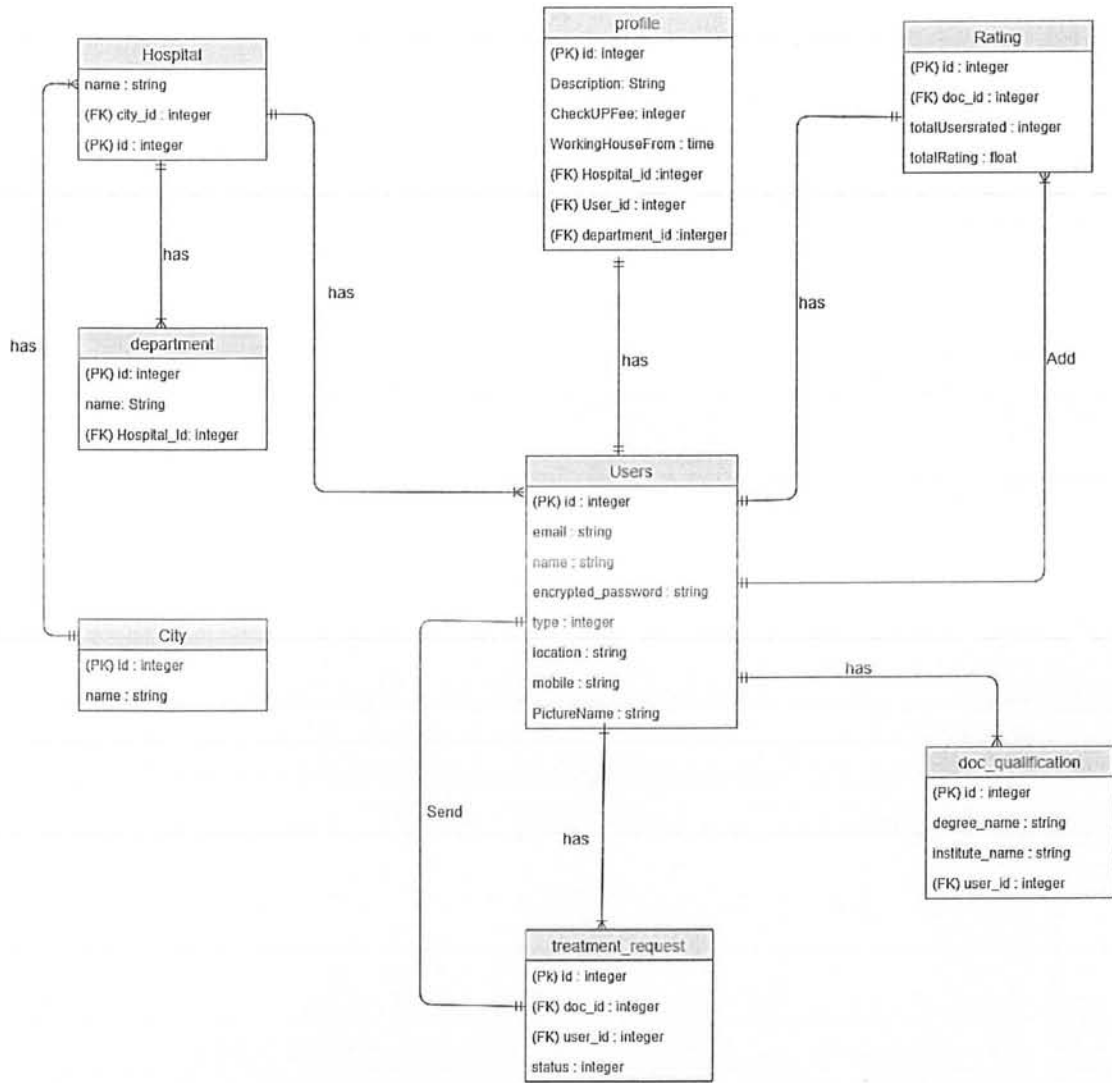 profile
(PK) id: integer
Description: String
CheckUPFee: integer
WorkingHouseFrom : time
(FK) Hospital_id :integer
(FK) User_id : integer
(FK) department_id :interger
Rating
(PK) id : integer
(FK) doc_id : integer
totalUsersrated : integer
totalRating : float
Hospital
name : string
(FK) city_id : integer
(PK) id : integer
has
has
has
has
has
Add
department
(PK) id: integer
name: String
(FK) Hospital_Id: integer
Users
(PK) id : integer
email : string
name : string
encrypted_password : string
type : integer
location : string
mobile : string
PictureName : string
City
(PK) id : integer
name : string
has
doc_qualification
(PK) id : integer
degree_name : string
institute_name : string
(FK) user_id : integer
Send
has
treatment_request
(Pk) id : integer
(FK) doc_id : integer
(FK) user_id : integer
status : integer